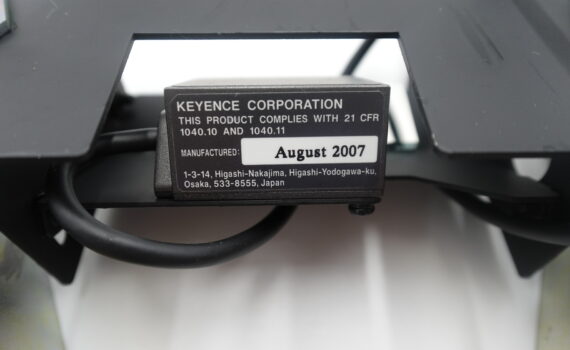 KEYENCE CORPORATION
THIS PRODUCT COMPLIES WITH 21 CFR
1040.10 AND 1040.11
MANUFACTURED: August 2007
1-3-14, Higashi-Nakajima, Higashi-Yodogawa-ku,
Osaka, 533-8555, Japan